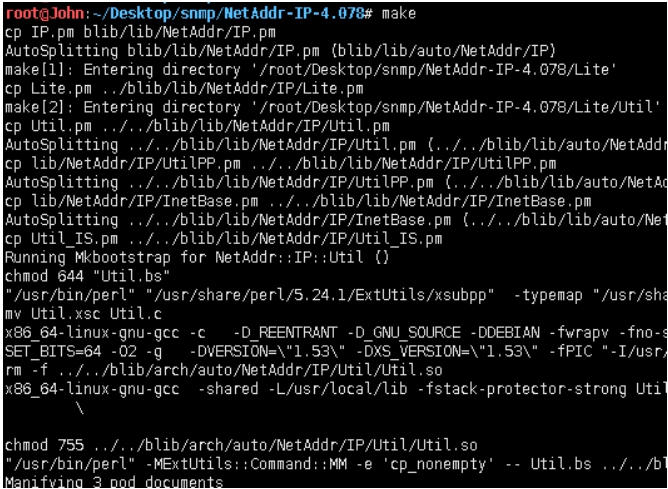 root@John:~/Desktop/snmp/NetAddr-IP-4.078# make
cp IP.pm blib/lib/NetAddr/IP.pm
AutoSplitting blib/lib/NetAddr/IP.pm (blib/lib/auto/NetAddr/IP)
make[1]: Entering directory '/root/Desktop/snmp/NetAddr-IP-4.078/Lite'
cp Lite.pm ../blib/lib/NetAddr/IP/Lite.pm
make[2]: Entering directory '/root/Desktop/snmp/NetAddr-IP-4.078/Lite/Util'
cp Util.pm ../../blib/lib/NetAddr/IP/Util.pm
AutoSplitting ../../blib/lib/NetAddr/IP/Util.pm (../../blib/lib/auto/NetAddr
cp lib/NetAddr/IP/UtilPP.pm ../../blib/lib/NetAddr/IP/UtilPP.pm
AutoSplitting ../../blib/lib/NetAddr/IP/UtilPP.pm (../../blib/lib/auto/NetAd
cp lib/NetAddr/IP/InetBase.pm ../../blib/lib/NetAddr/IP/InetBase.pm
AutoSplitting ../../blib/lib/NetAddr/IP/InetBase.pm (../../blib/lib/auto/Net
cp Util_IS.pm ../../blib/lib/NetAddr/IP/Util_IS.pm
Running Mkbootstrap for NetAddr::IP::Util ()
chmod 644 "Util.bs"
"/usr/bin/perl" "/usr/share/perl/5.24.1/ExtUtils/xsubpp"  -typemap "/usr/sha
mv Util.xsc Util.c
x86_64-linux-gnu-gcc -c   -D_REENTRANT -D_GNU_SOURCE -DDEBIAN -fwrapv -fno-s
SET_BITS=64 -O2 -g   -DVERSION=\"1.53\" -DXS_VERSION=\"1.53\" -fPIC "-I/usr/
rm -f ../../blib/arch/auto/NetAddr/IP/Util/Util.so
x86_64-linux-gnu-gcc  -shared -L/usr/local/lib -fstack-protector-strong Util
\
chmod 755 ../../blib/arch/auto/NetAddr/IP/Util/Util.so
"/usr/bin/perl" -MExtUtils::Command::MM -e 'cp_nonempty' -- Util.bs ../../bl
Manifying 3 pod documents